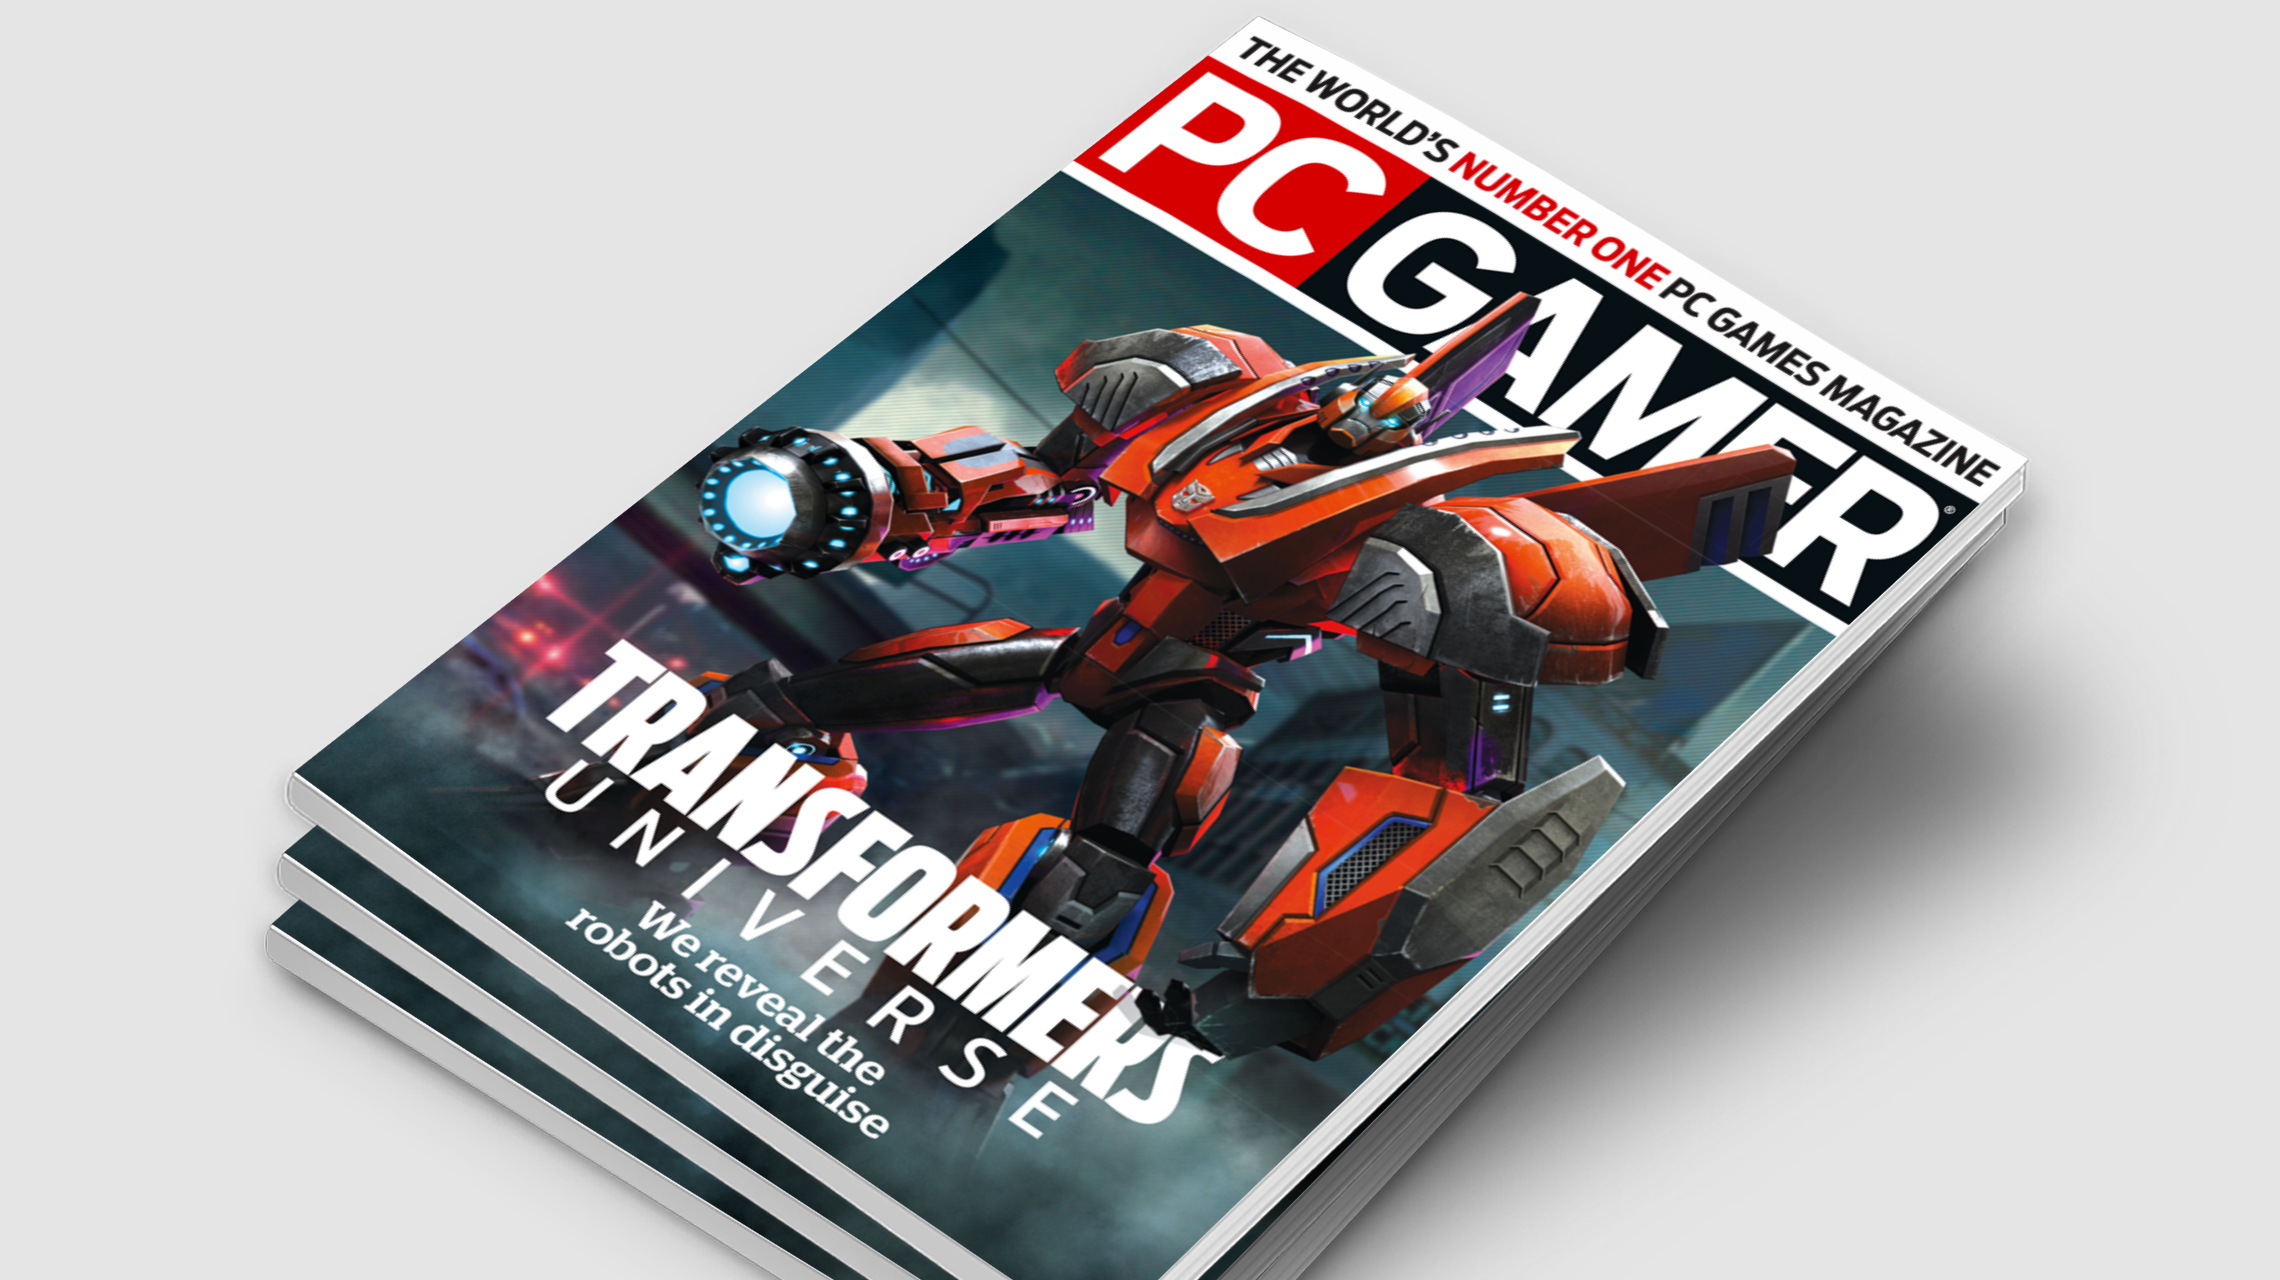 THE WORLD'S NUMBER ONE PC GAMES MAGAZINE
PC GAMER®
TRANSFORMERS
UNIVERSE
We reveal the
robots in disguise